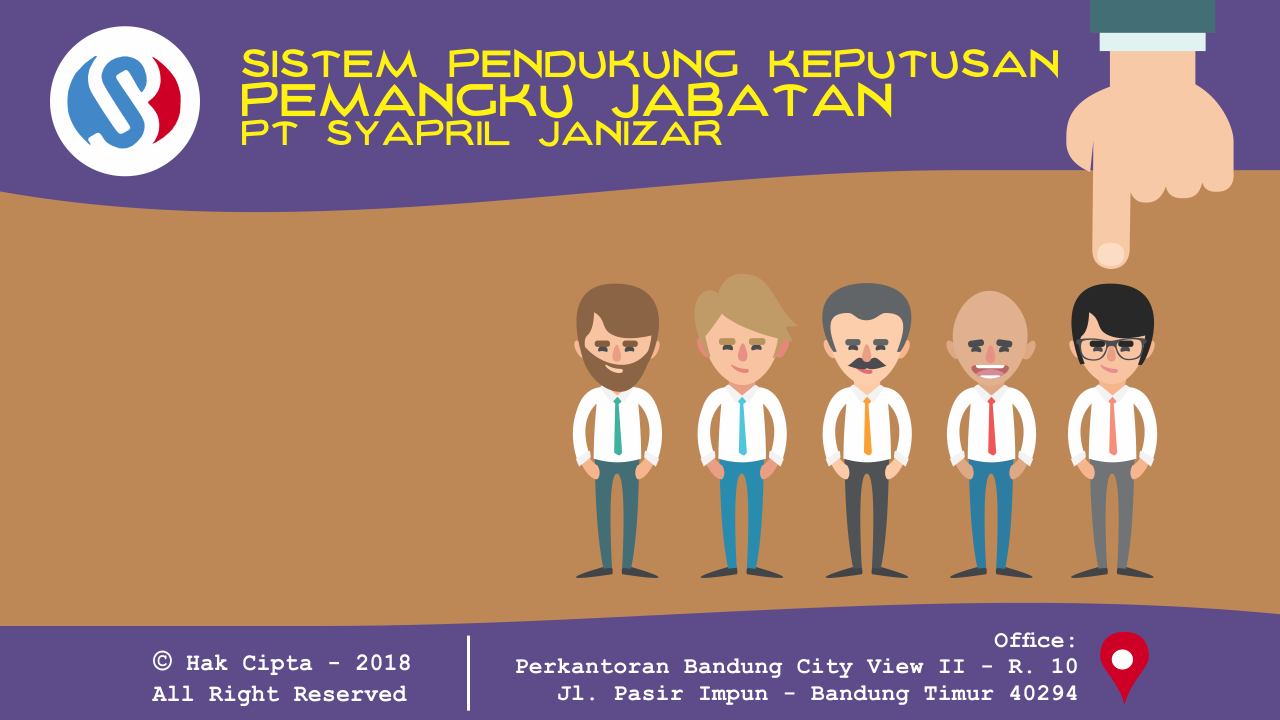 SISTEM PENDUKUNG KEPUTUSAN
PEMANGKU JABATAN
PT SYAPRIL JANIZAR
© Hak Cipta - 2018
All Right Reserved
Office:
Perkantoran Bandung City View II - R. 10
Jl. Pasir Impun - Bandung Timur 40294